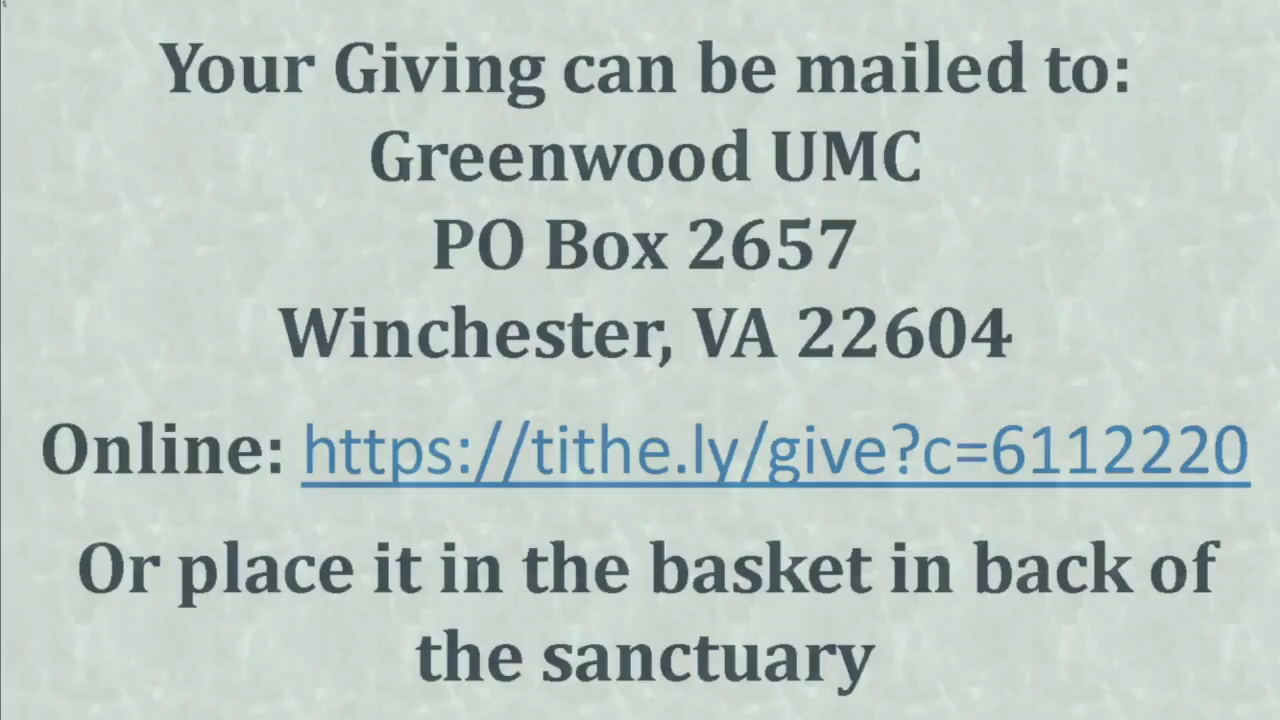 Your Giving can be mailed to:
Greenwood UMC
PO Box 2657
Winchester, VA 22604
Online: https://tithe.ly/give?c=6112220
Or place it in the basket in back of
the sanctuary